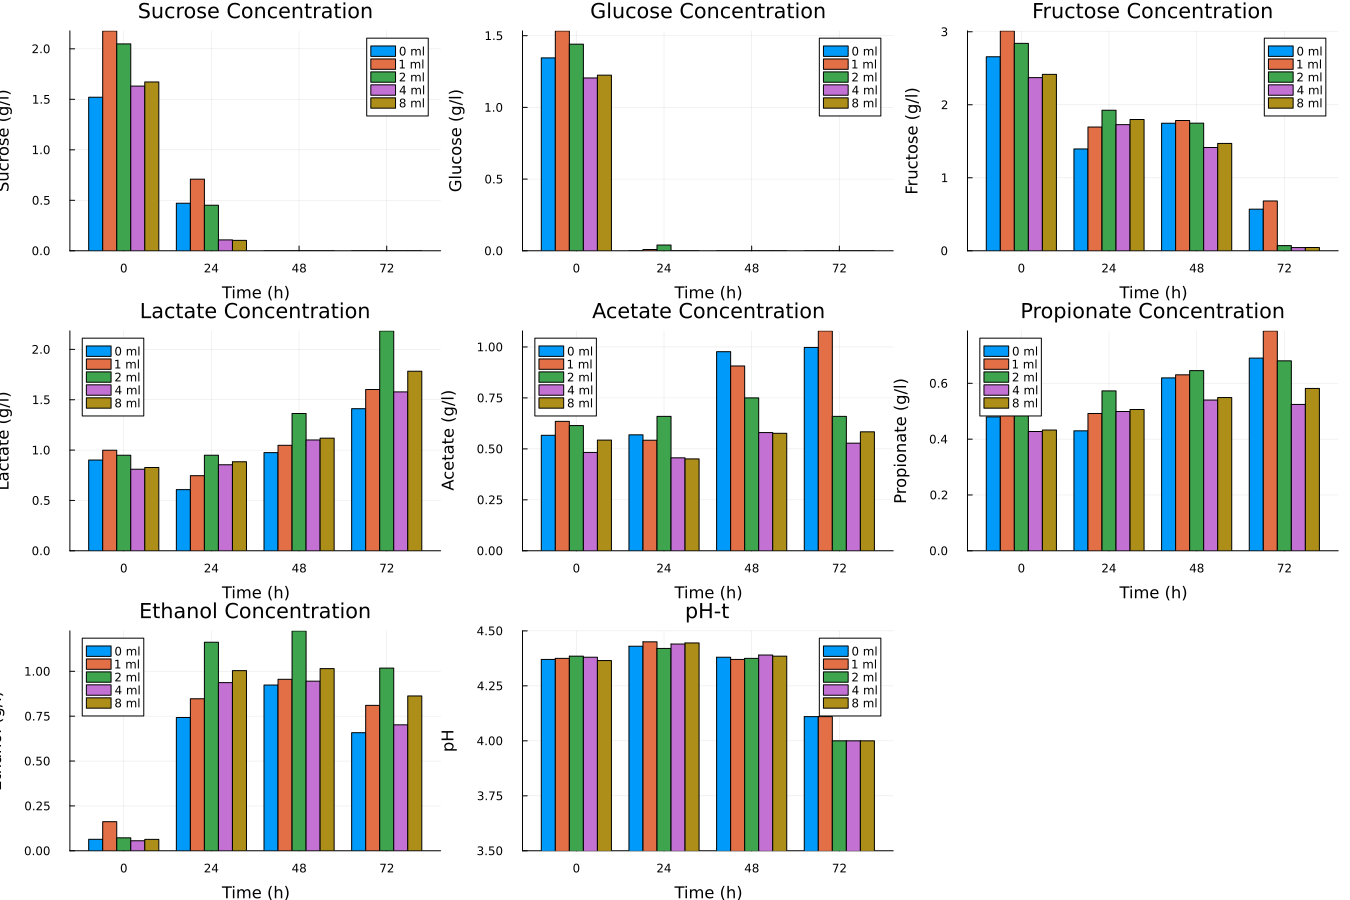 Sucrose Concentration
Sucrose (g/l)
2.0
1.5
1.0
0.5
0.0
0 ml
1 ml
2 ml
4 ml
8 ml
0 24 48 72
Time (h)
Glucose Concentration
Glucose (g/l)
1.5
1.0
0.5
0.0
0 ml
1 ml
2 ml
4 ml
8 ml
0 24 48 72
Time (h)
Fructose Concentration
Fructose (g/l)
3
2
1
0
0 ml
1 ml
2 ml
4 ml
8 ml
0 24 48 72
Time (h)
Lactate Concentration
Lactate (g/l)
2.0
1.5
1.0
0.5
0.0
0 ml
1 ml
2 ml
4 ml
8 ml
0 24 48 72
Time (h)
Acetate Concentration
Acetate (g/l)
1.00
0.75
0.50
0.25
0.00
0 ml
1 ml
2 ml
4 ml
8 ml
0 24 48 72
Time (h)
Propionate Concentration
Propionate (g/l)
0.6
0.4
0.2
0.0
0 ml
1 ml
2 ml
4 ml
8 ml
0 24 48 72
Time (h)
Ethanol Concentration
1.00
0.75
0.50
0.25
0.00
0 ml
1 ml
2 ml
4 ml
8 ml
0 24 48 72
Time (h)
pH-t
pH
4.50
4.25
4.00
3.75
3.50
0 ml
1 ml
2 ml
4 ml
8 ml
0 24 48 72
Time (h)